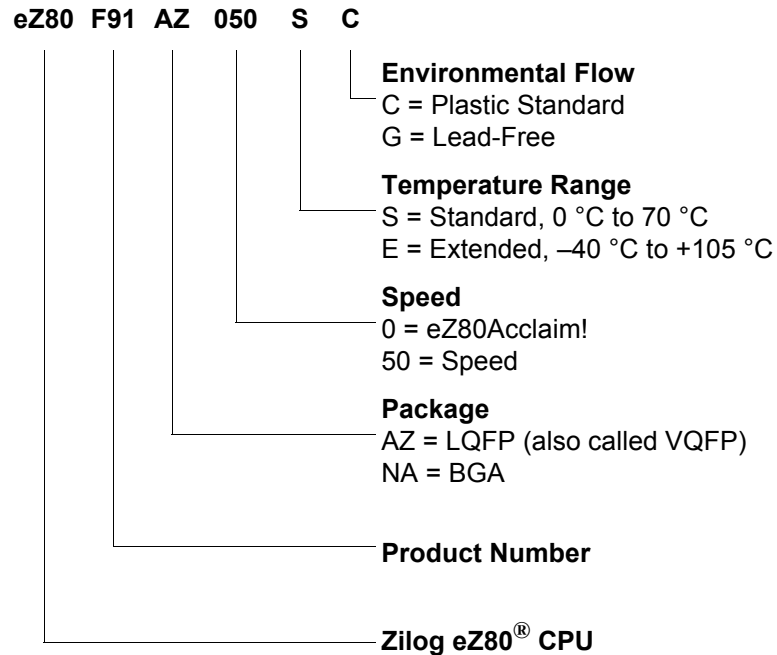 eZ80 F91 AZ 050 S C
Environmental Flow
C = Plastic Standard
G = Lead-Free
Temperature Range
S = Standard, 0 °C to 70 °C
E = Extended, –40 °C to +105 °C
Speed
0 = eZ80Acclaim!
50 = Speed
Package
AZ = LQFP (also called VQFP)
NA = BGA
Product Number
Zilog eZ80® CPU